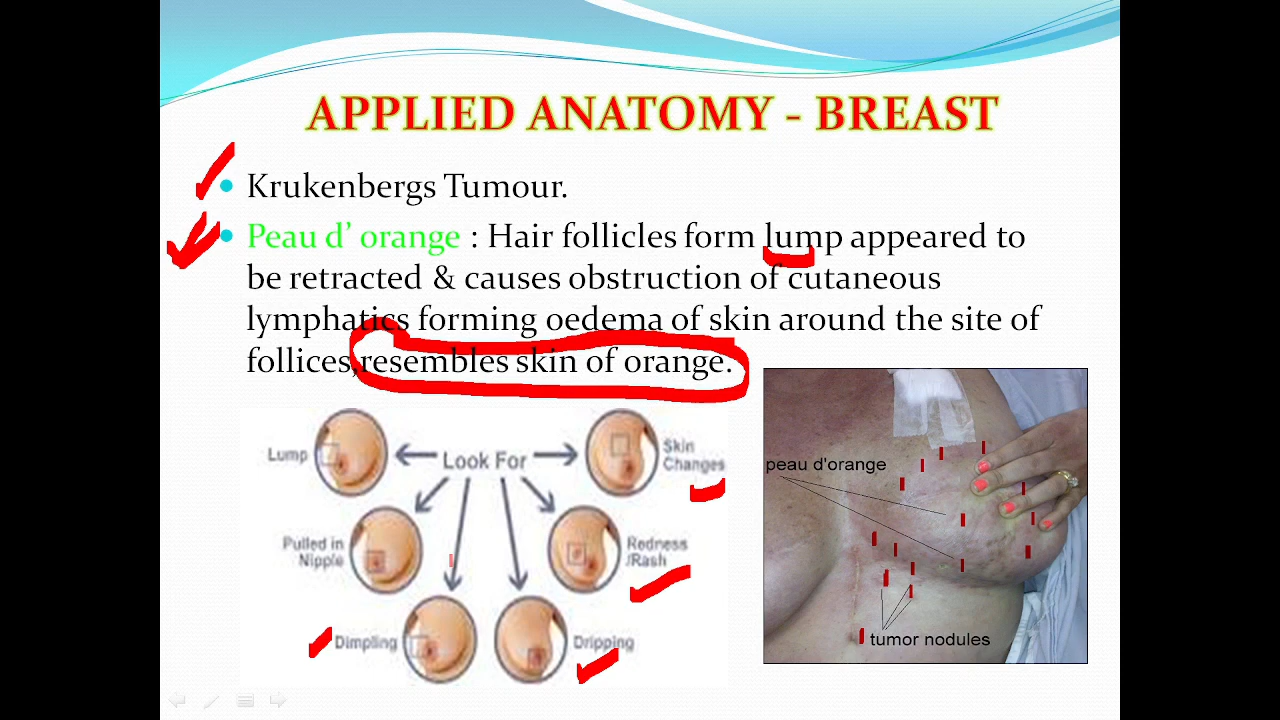 APPLIED ANATOMY - BREAST
Krukenbergs Tumour.
Peau d’ orange : Hair follicles form lump appeared to
be retracted & causes obstruction of cutaneous
lymphatics forming oedema of skin around the site of
follices,resembles skin of orange.
Lump
Look For
Skin
Changes
Pulled in
Nipple
Redness
/Rash
Dimpling
Dripping
peau d'orange
tumor nodules